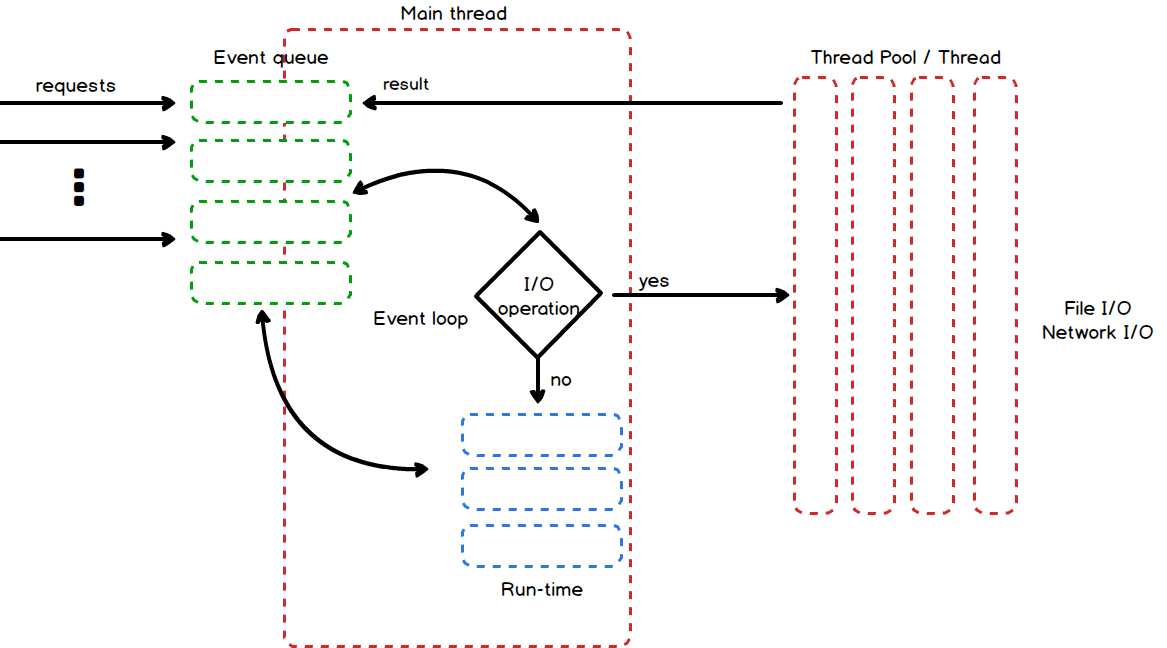 Main thread
Event queue
Thread Pool / Thread
requests
result
I/O
operation
yes
Event loop
File I/O
Network I/O
no
Run-time